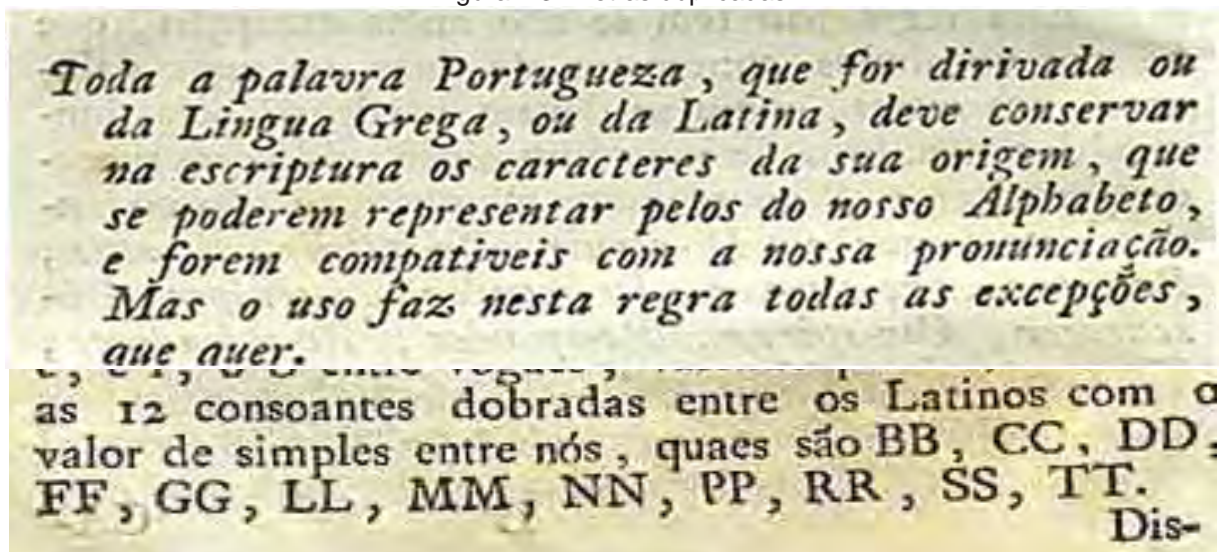 Toda a palavra Portugueza, que for dirivada ou
da Lingua Grega, ou da Latina, deve conservar
na escriptura os caracteres da sua origem, que
se poderem representar pelos do nosso Alphabeto,
e forem compativeis com a nossa pronunciação.
Mas o uso faz nesta regra todas as excepções,
que quer.
entre vogaes,
as 12 consoantes dobradas entre os Latinos com o
valor de simples entre nós, quaes são BB, CC, DD,
FF, GG, LL, MM, NN, PP, RR, SS, TT.
Dis-